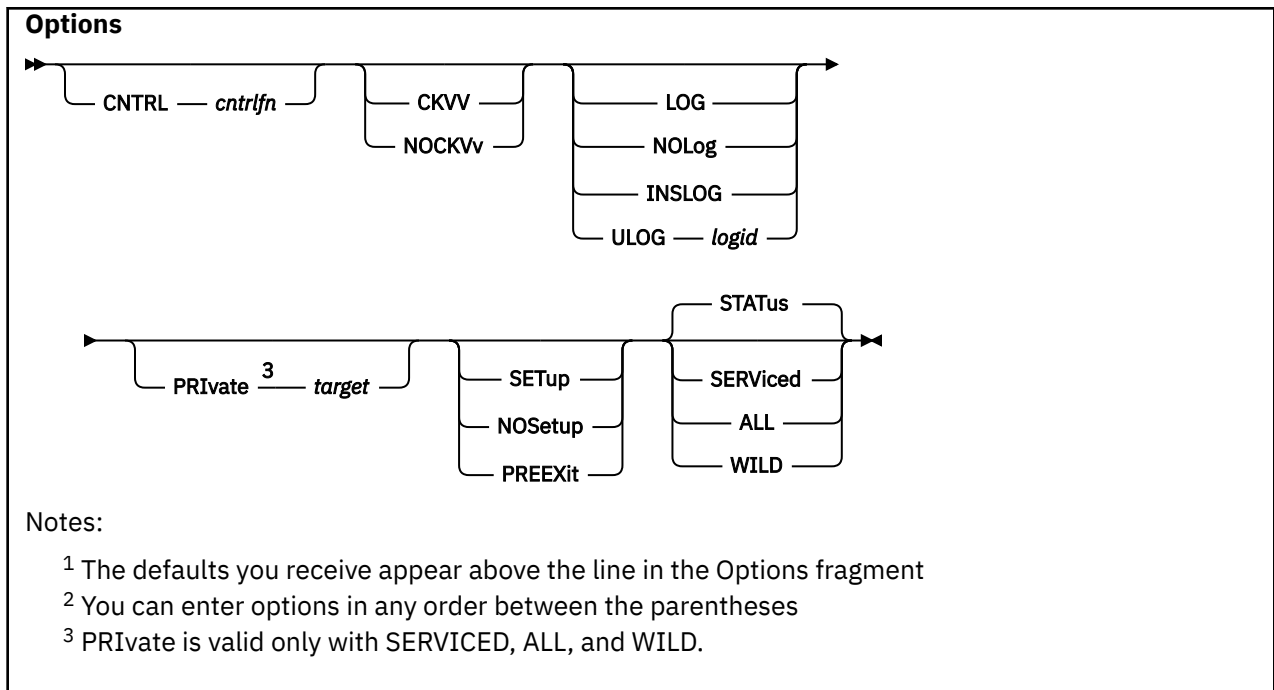 Options
CNTRL cntrlfn
CKVV
NOCKVv
LOG
NOLog
INSLOG
ULOG logid
PRIvate 3 target
SETup
NOSetup
PREEXit
STATus
SERViced
ALL
WILD
Notes:
1 The defaults you receive appear above the line in the Options fragment
2 You can enter options in any order between the parentheses
3 PRIvate is valid only with SERVICED, ALL, and WILD.